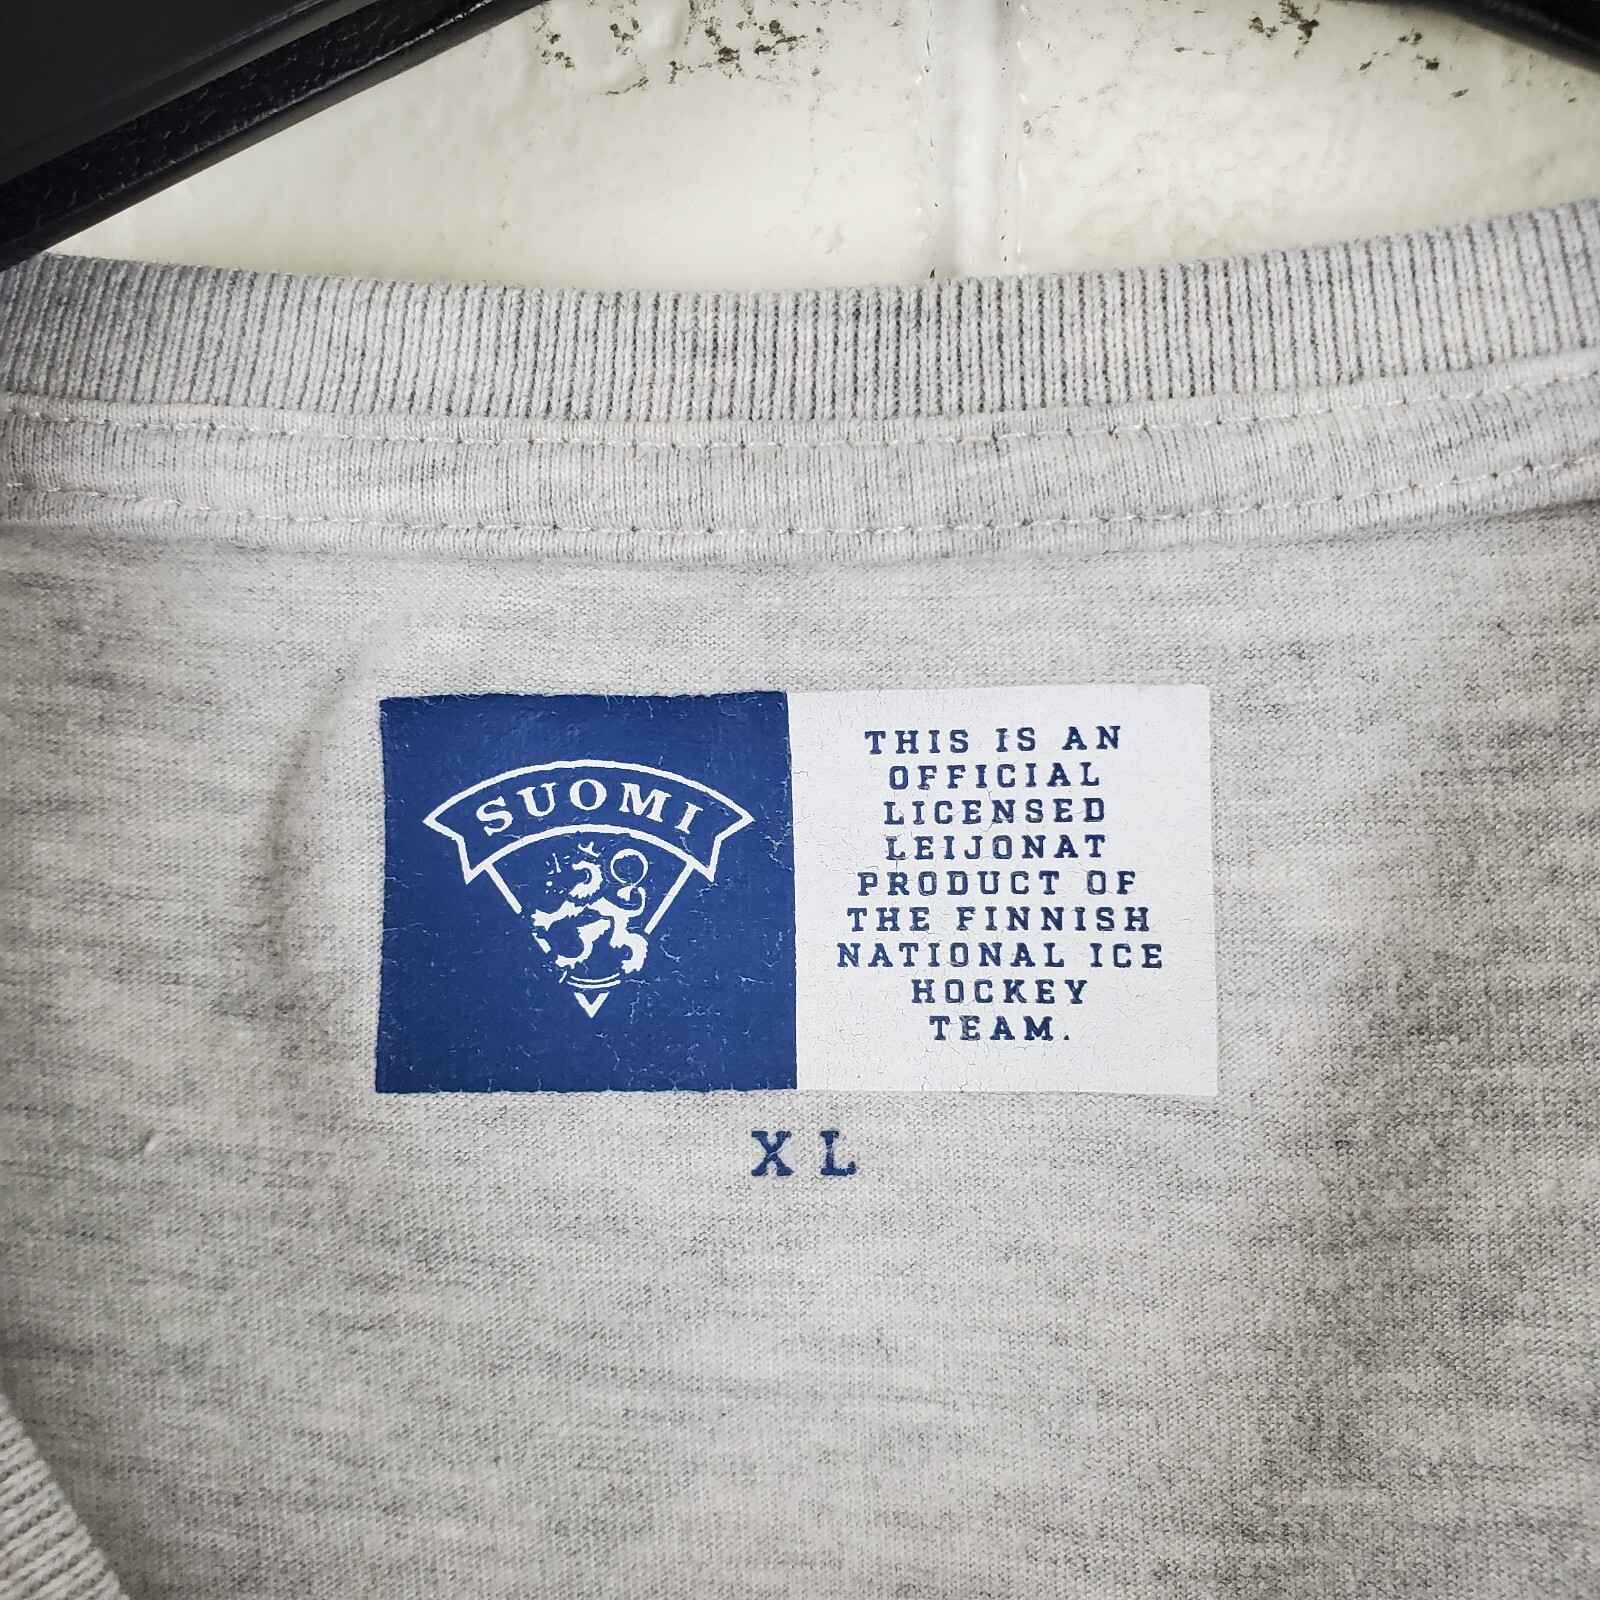 SUOMI
THIS IS AN
OFFICIAL
LICENSED
LEIJONAT
PRODUCT OF
THE FINNISH
NATIONAL ICE
HOCKEY
TEAM.
XL